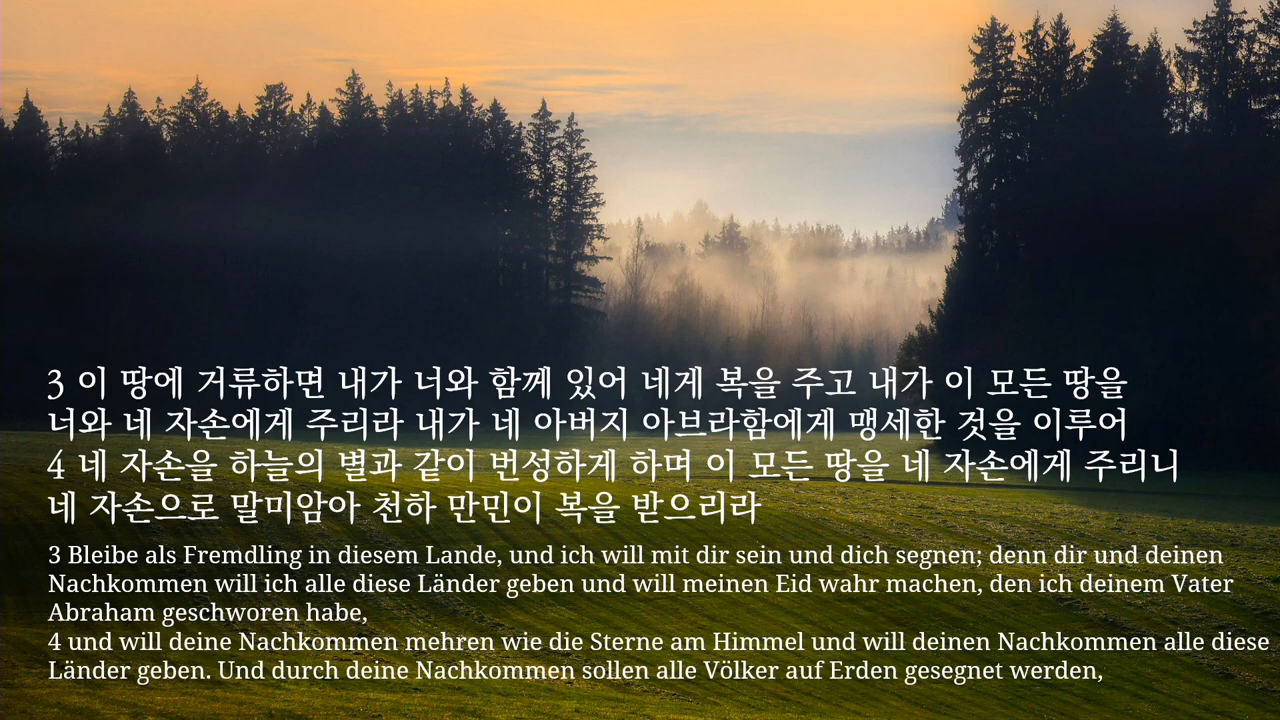 3 이 땅에 거류하면 내가 너와 함께 있어 네게 복을 주고 내가 이 모든 땅을
너와 네 자손에게 주리라 내가 네 아버지 아브라함에게 맹세한 것을 이루어
4 네 자손을 하늘의 별과 같이 번성하게 하며 이 모든 땅을 네 자손에게 주리니
네 자손으로 말미암아 천하 만민이 복을 받으리라
3 Bleibe als Fremdling in diesem Lande, und ich will mit dir sein und dich segnen; denn dir und deinen
Nachkommen will ich alle diese Länder geben und will meinen Eid wahr machen, den ich deinem Vater
Abraham geschworen habe,
4 und will deine Nachkommen mehren wie die Sterne am Himmel und will deinen Nachkommen alle diese
Länder geben. Und durch deine Nachkommen sollen alle Völker auf Erden gesegnet werden,